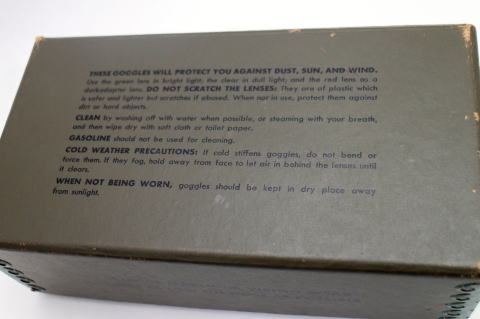 THESE GOGGLES WILL PROTECT YOU AGAINST DUST, SUN, AND WIND.
Use the green lens in bright light; the clear in dull light; and the red lens as a
darkadapter lens. DO NOT SCRATCH THE LENSES: They are of plastic which
is safer and lighter but scratches if abused. When not in use, protect them against
dirt or hard objects.
CLEAN by washing off with water when possible, or steaming with your breath,
and then wipe dry with soft cloth or toilet paper.
GASOLINE should not be used for cleaning.
COLD WEATHER PRECAUTIONS: If cold stiffens goggles, do not bend or
force them. If they fog, hold away from face to let air in behind the lenses until
it clears.
WHEN NOT BEING WORN, goggles should be kept in dry place away
from sunlight.